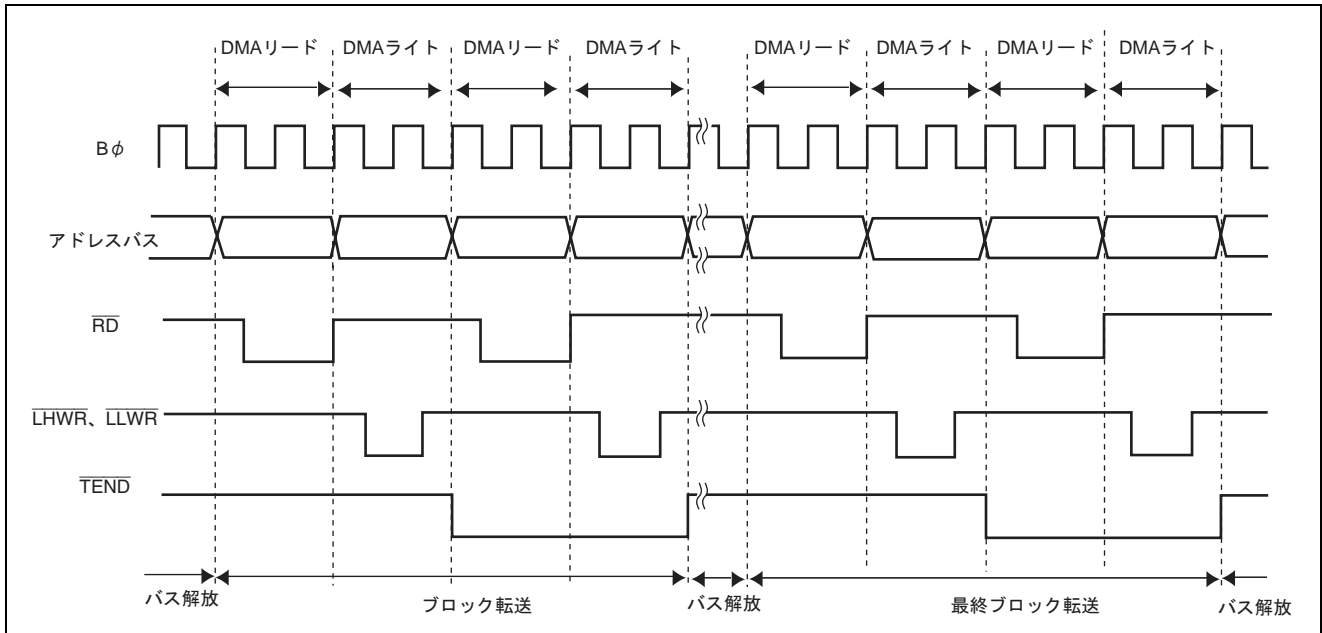 DMAリード DMAライト DMAリード DMAライト DMAリード DMAライト DMAリード DMAライト
Bφ
アドレスバス
RD
LHWR、LLWR
TEND
バス解放 ブロック転送 バス解放 最終ブロック転送 バス解放